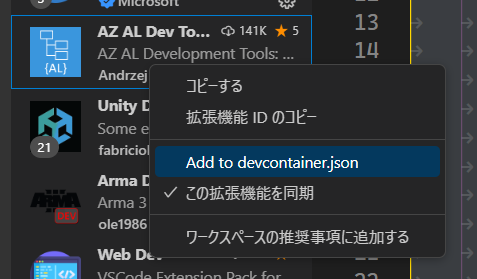 Microsoft
AZ AL Dev To... 141K ★ 5
AZ AL Development Tools: ...
Andrzej
{AL}
コピーする
拡張機能 ID のコピー
Add to devcontainer.json
✓ この拡張機能を同期
ワークスペースの推奨事項に追加する
Unity D
Some e
fabricio
21
Arma D
Arma 3
ole1986
DEV
Web Dev
VSCode Extension Pack for
12
13
14